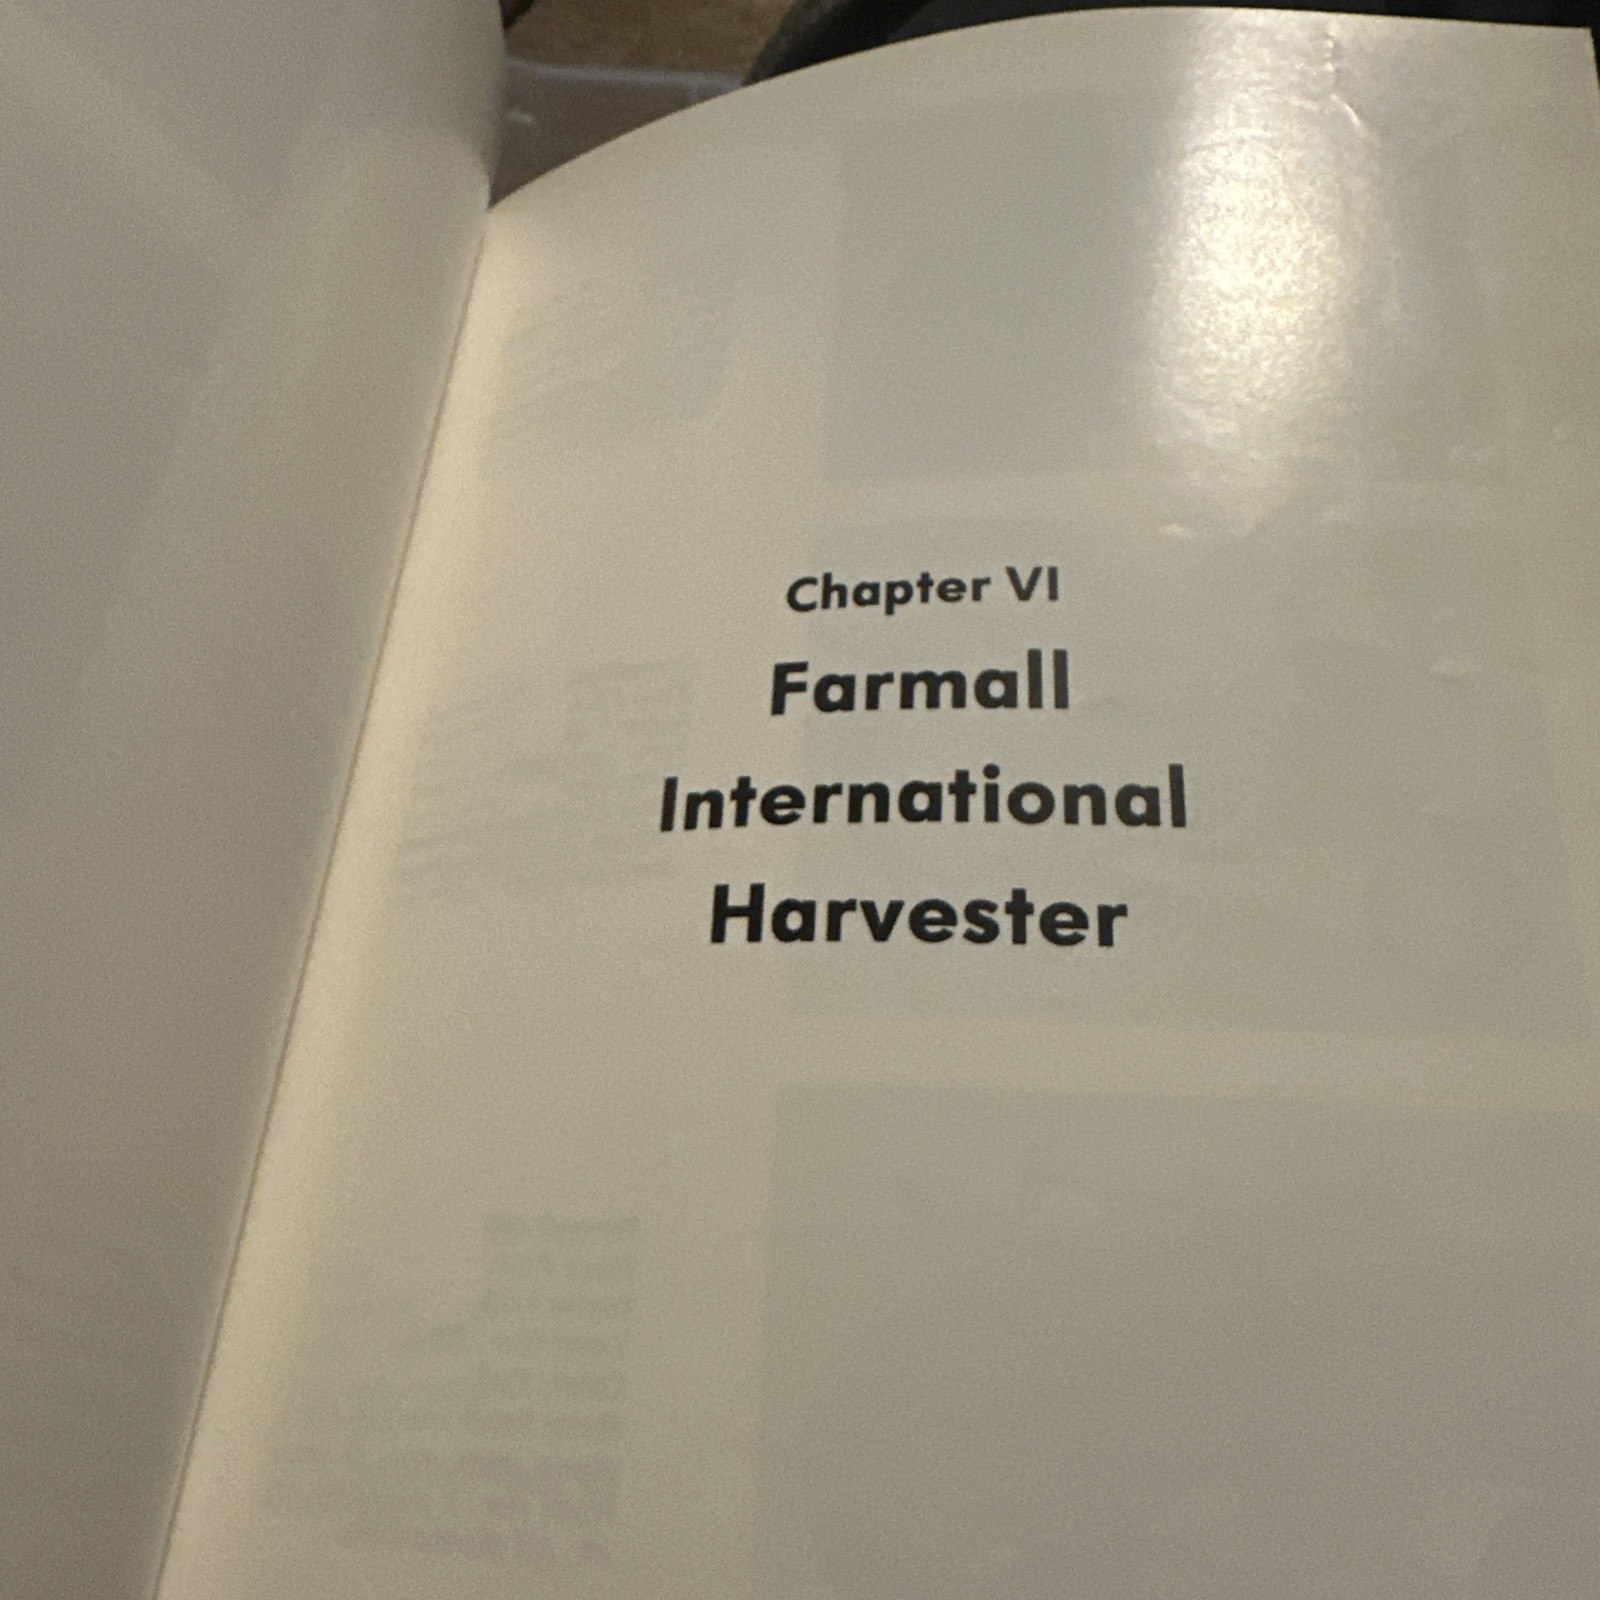 Chapter VI
Farmall
International
Harvester